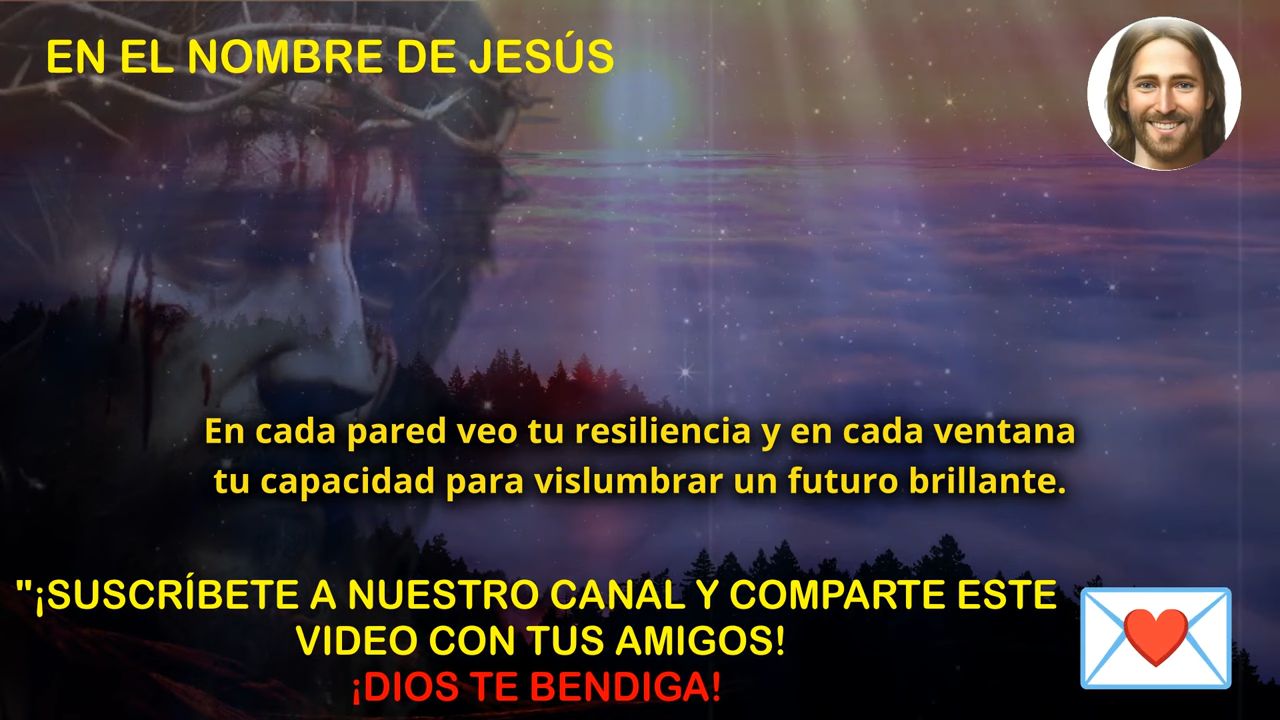 EN EL NOMBRE DE JESÚS
En cada pared veo tu resiliencia y en cada ventana
tu capacidad para vislumbrar un futuro brillante.
"¡SUSCRÍBETE A NUESTRO CANAL Y COMPARTE ESTE
VIDEO CON TUS AMIGOS!
¡DIOS TE BENDIGA!